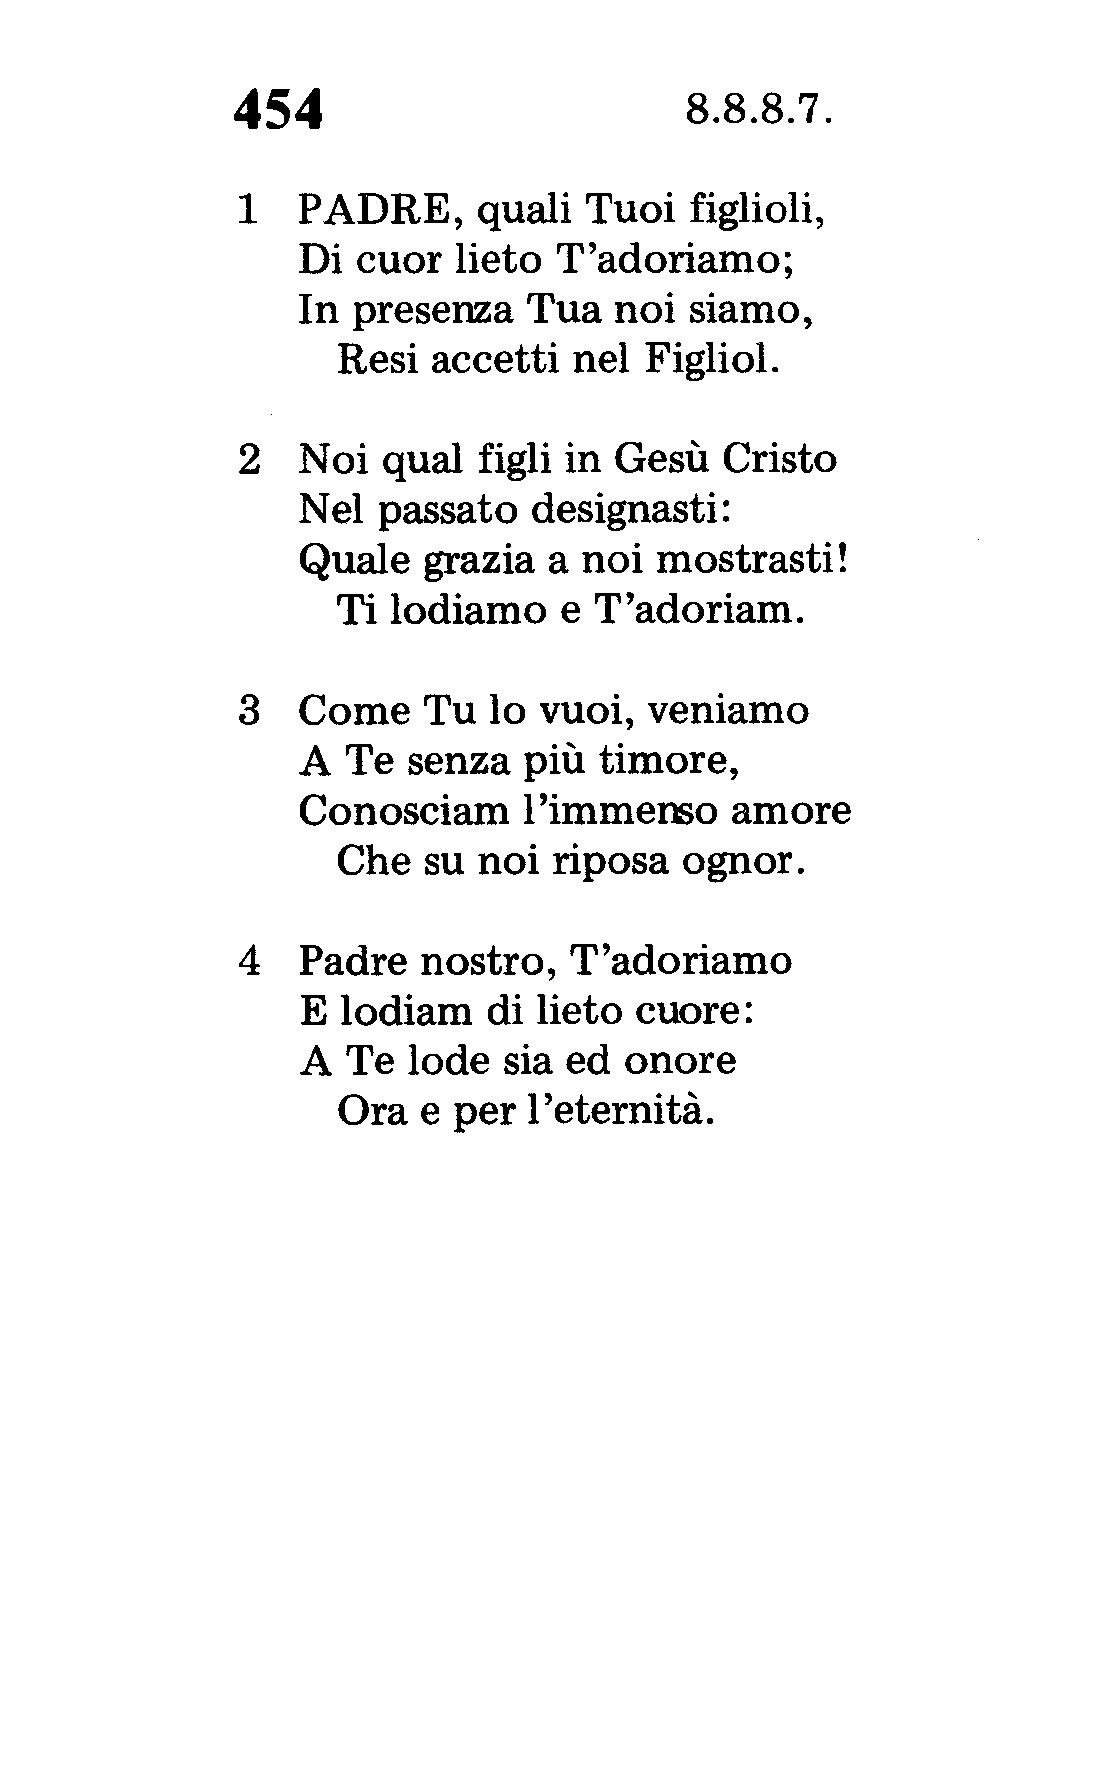 454 8.8.8.7.
1 PADRE, quali Tuoi figlioli,
Di cuor lieto T’adoriamo;
In presenza Tua noi siamo,
Resi accetti nel Figliol.
2 Noi qual figli in Gesù Cristo
Nel passato designasti:
Quale grazia a noi mostrasti!
Ti lodiamo e T’adoriam.
3 Come Tu lo vuoi, veniamo
A Te senza più timore,
Conosciam l’immenso amore
Che su noi riposa ognor.
4 Padre nostro, T’adoriamo
E lodiam di lieto cuore:
A Te lode sia ed onore
Ora e per l’eternità.